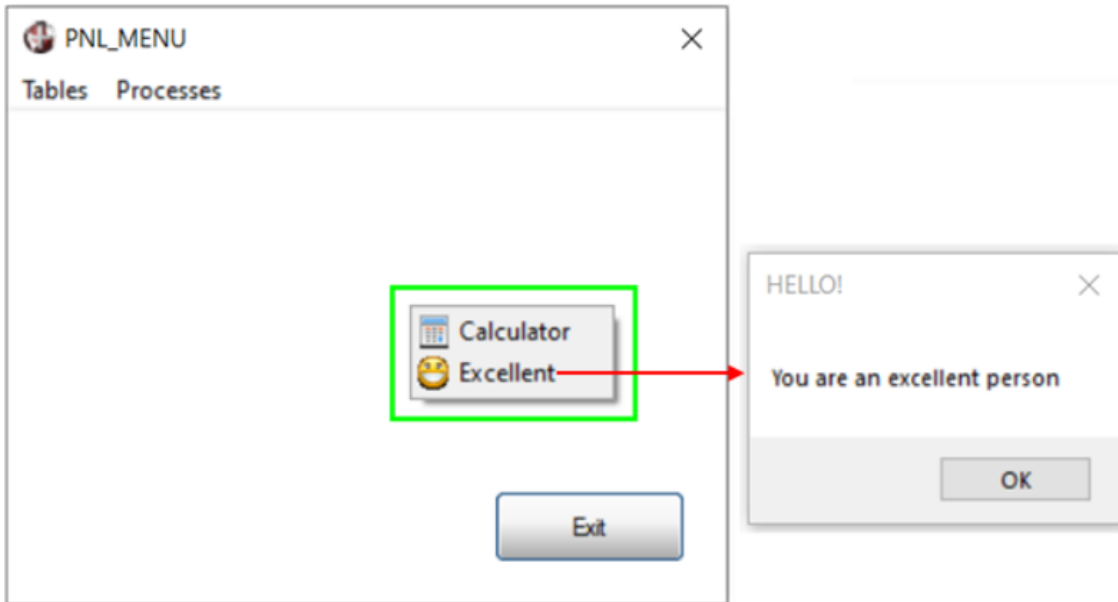 PNL_MENU
Tables Processes
Calculator
Excellent
Exit
HELLO!
You are an excellent person
OK